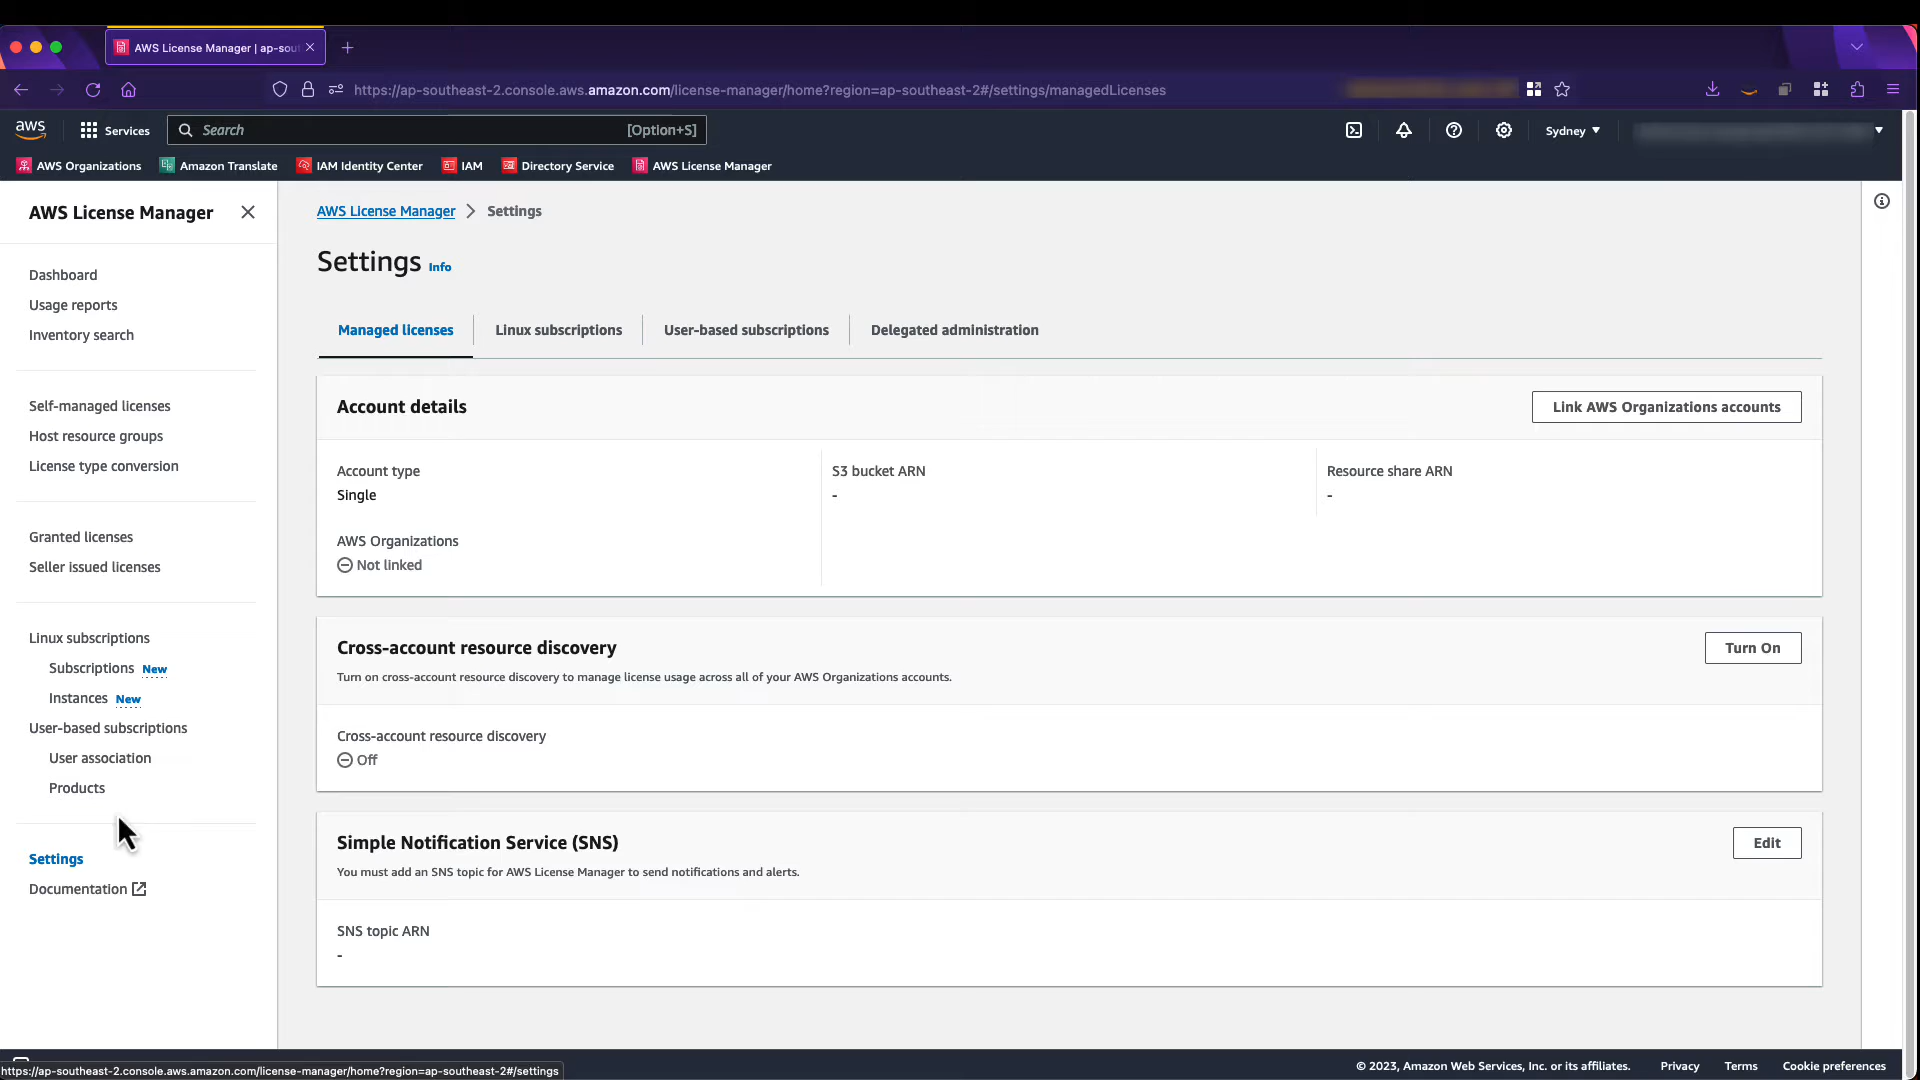 AWS License Manager | ap-sou
https://ap-southeast-2.console.aws.amazon.com/license-manager/home?region=ap-southeast-2#/settings/managedLicenses
aws
Services
Search
[Option+S]
Sydney
AWS Organizations
Amazon Translate
IAM Identity Center
IAM
Directory Service
AWS License Manager
AWS License Manager
Dashboard
Usage reports
Inventory search
Self-managed licenses
Host resource groups
License type conversion
Granted licenses
Seller issued licenses
Linux subscriptions
Subscriptions New
Instances New
User-based subscriptions
User association
Products
Settings
Documentation
AWS License Manager > Settings
Settings Info
Managed licenses
Linux subscriptions
User-based subscriptions
Delegated administration
Account details
Link AWS Organizations accounts
Account type
Single
S3 bucket ARN
-
Resource share ARN
-
AWS Organizations
Not linked
Cross-account resource discovery
Turn On
Turn on cross-account resource discovery to manage license usage across all of your AWS Organizations accounts.
Cross-account resource discovery
Off
Simple Notification Service (SNS)
Edit
You must add an SNS topic for AWS License Manager to send notifications and alerts.
SNS topic ARN
-
https://ap-southeast-2.console.aws.amazon.com/license-manager/home?region=ap-southeast-2#/settings
© 2023, Amazon Web Services, Inc. or its affiliates.
Privacy
Terms
Cookie preferences